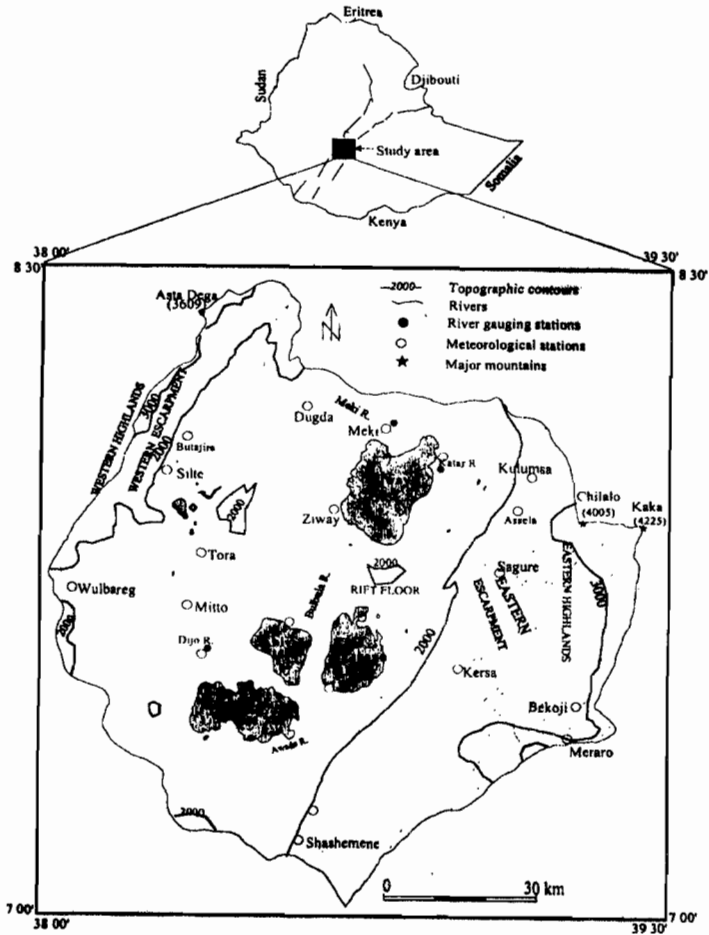 Eritrea
Sudan
Djibouti
Study area
Somalia
Kenya
38 00'
39 30'
8 30'
8 30'
2000 Topographic contours
Rivers
River gauging stations
Meteorological stations
Major mountains
N
Asta Dega
(3609)
WESTERN HIGHLANDS
3000
WESTERN ESCARPMENT
2000
Dugda
Meki R.
Meki
Butajira
Silte
Katar R
Kulumsa
2000
Ziway
Assela
Chilalo
(4005)
Kaka
(4225)
Tora
2000
RIFT FLOOR
Sagure
Wulbareg
Mitto
Bulbula R.
EASTERN
ESCARPMENT
EASTERN HIGHLANDS
3000
2000
2000
Dijo R.
Kersa
Bekoji
Awade R.
Meraro
2000
Shashemene
0 30 km
7 00'
7 00'
38 00'
39 30'